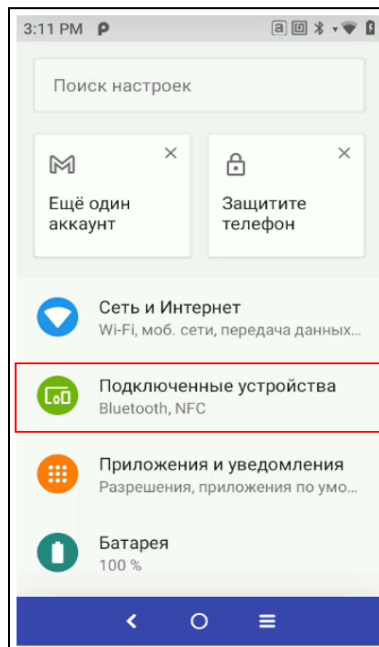 3:11 PM
Поиск настроек
Ещё один
аккаунт
Защитите
телефон
Сеть и Интернет
Wi-Fi, моб. сети, передача данных...
Подключенные устройства
Bluetooth, NFC
Приложения и уведомления
Разрешения, приложения по умо...
Батарея
100 %